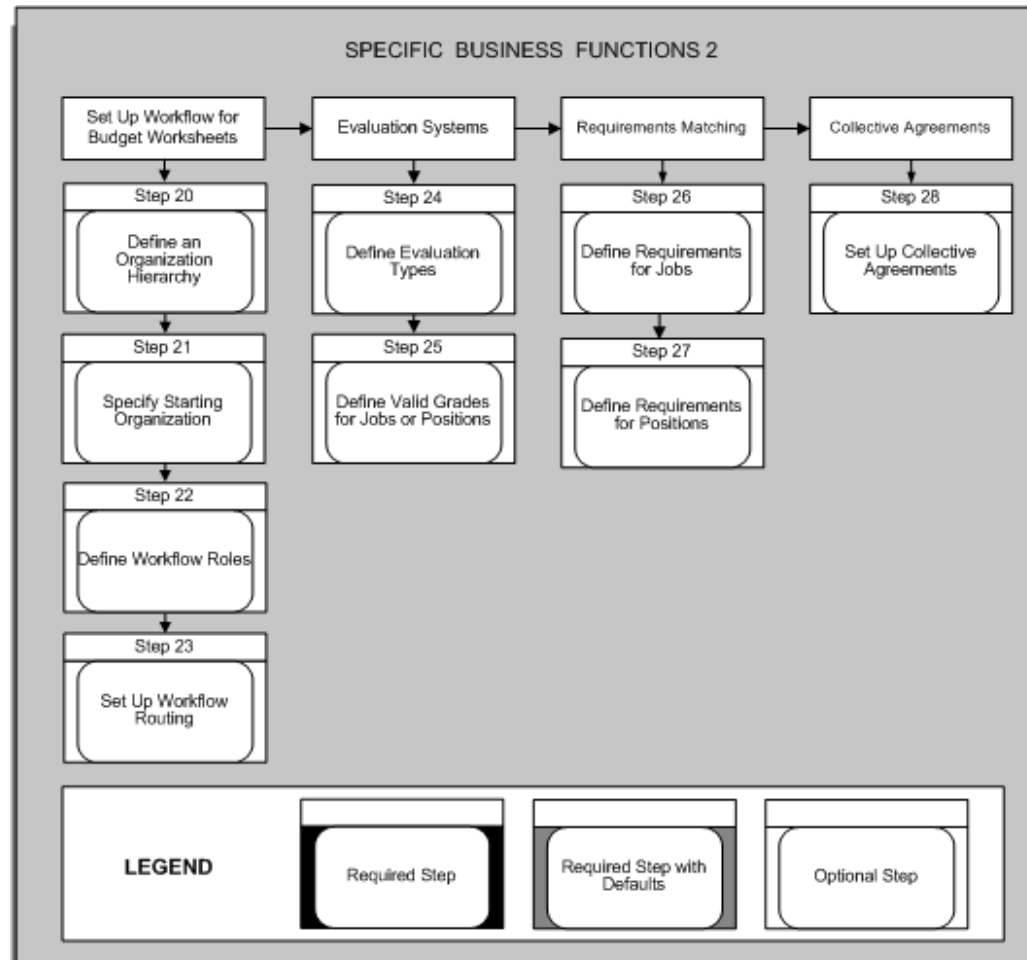 SPECIFIC BUSINESS FUNCTIONS 2
Set Up Workflow for
Budget Worksheets
Evaluation Systems
Requirements Matching
Collective Agreements
Step 20
Define an
Organization
Hierarchy
Step 24
Define Evaluation
Types
Step 26
Define Requirements
for Jobs
Step 28
Set Up Collective
Agreements
Step 21
Specify Starting
Organization
Step 25
Define Valid Grades
for Jobs or Positions
Step 27
Define Requirements
for Positions
Step 22
Define Workflow Roles
Step 23
Set Up Workflow
Routing
LEGEND
Required Step
Required Step with
Defaults
Optional Step